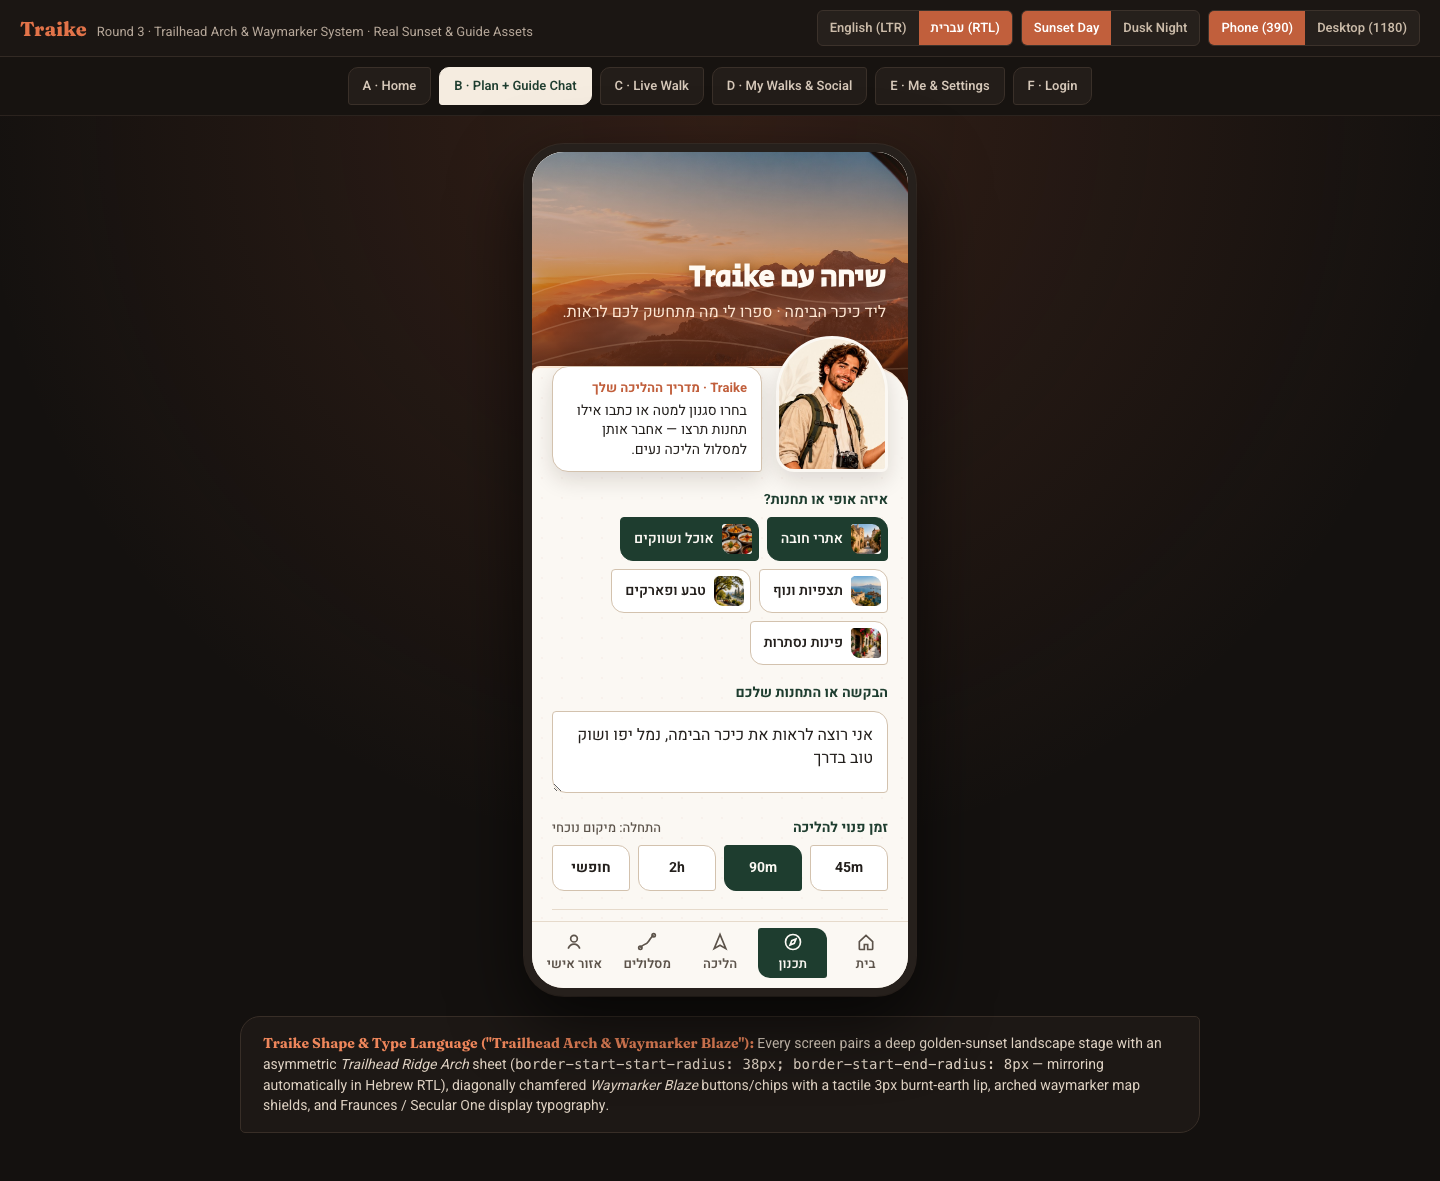 Traike Round 3 · Trailhead Arch & Waymarker System · Real Sunset & Guide Assets
English (LTR) עברית (RTL) Sunset Day Dusk Night Phone (390) Desktop (1180)
A · Home B · Plan + Guide Chat C · Live Walk D · My Walks & Social E · Me & Settings F · Login
שיחה עם Traike
ליד כיכר הבימה · ספרו לי מה מתחשק לכם לראות.
Traike · מדריך ההליכה שלך
בחרו סגנון למטה או כתבו אילו
תחנות תרצו — אחבר אותן
למסלול הליכה נעים.
איזה אופי או תחנות?
אתרי חובה אוכל ושווקים
תצפיות ונוף טבע ופארקים
פינות נסתרות
הבקשה או התחנות שלכם
אני רוצה לראות את כיכר הבימה, נמל יפו ושוק
טוב בדרך
זמן פנוי להליכה התחלה: מיקום נוכחי
45m 90m 2h חופשי
בית תכנון הליכה מסלולים אזור אישי
Traike Shape & Type Language ("Trailhead Arch & Waymarker Blaze"): Every screen pairs a deep golden-sunset landscape stage with an
asymmetric Trailhead Ridge Arch sheet (border-start-start-radius: 38px; border-start-end-radius: 8px — mirroring
automatically in Hebrew RTL), diagonally chamfered Waymarker Blaze buttons/chips with a tactile 3px burnt-earth lip, arched waymarker map
shields, and Fraunces / Secular One display typography.